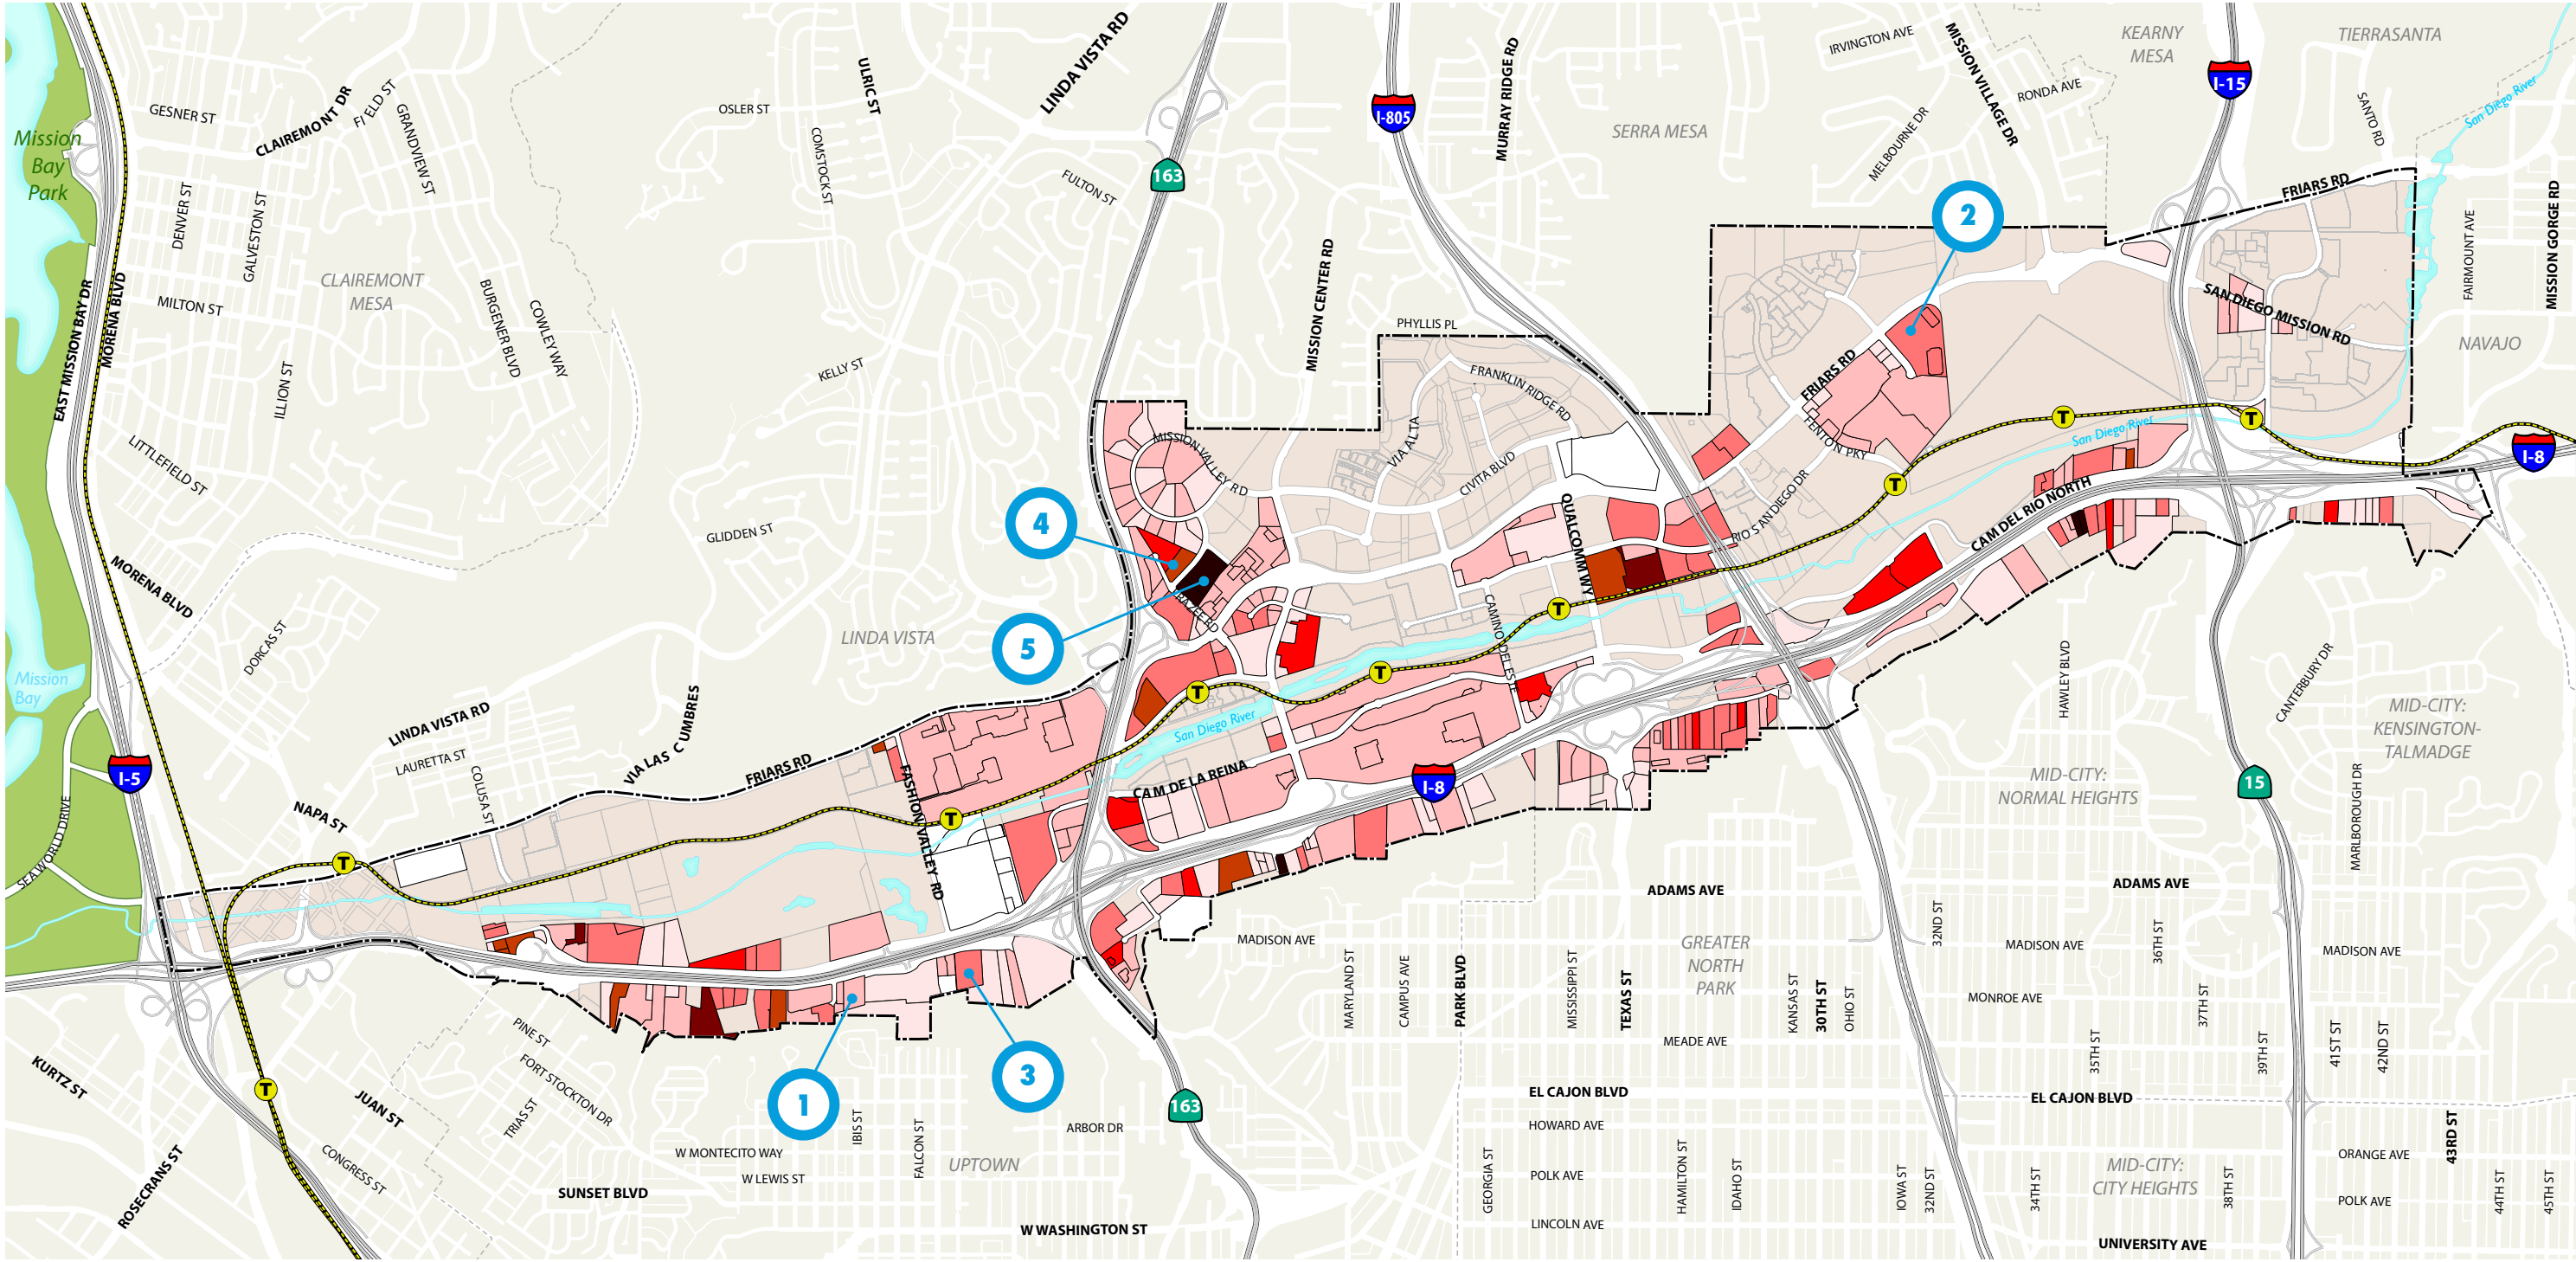 LINDA VISTA RD
KEARNY
MESA
TIERRASANTA
IRVINGTON AVE
MISSION VILLAGE DR
ULRIC ST
MURRAY RIDGE RD
I-15
RONDA AVE
San Diego River
GESNER ST
CLAIREMONT DR
FIELD ST
GRANDVIEW ST
OSLER ST
COMSTOCK ST
I-805
SERRA MESA
MELBOURNE DR
SANTO RD
Mission
Bay
Park
163
FULTON ST
FRIARS RD
MISSION GORGE RD
DENVER ST
GALVESTON ST
2
FAIRMOUNT AVE
CLAIREMONT
MESA
MISSION CENTER RD
EAST MISSION BAY DR
MORENA BLVD
MILTON ST
BURGENER BLVD
COWLEY WAY
PHYLLIS PL
SAN DIEGO MISSION RD
NAVAJO
ILLION ST
KELLY ST
FRANKLIN RIDGE RD
FRIARS RD
LITTLEFIELD ST
MISSION VALLEY RD
VIA ALTA
CIVITA BLVD
FENTON PKY
T
T
San Diego River
I-8
T
4
GLIDDEN ST
QUALCOMM WY
RIO SAN DIEGO DR
CAM DEL RIO NORTH
MORENA BLVD
5
FRAZEE RD
T
CAMINO DEL ESTE
DORCAS ST
LINDA VISTA
T
HAWLEY BLVD
CANTERBURY DR
Mission
Bay
T
San Diego River
LINDA VISTA RD
VIA LAS CUMBRES
MID-CITY:
KENSINGTON-
TALMADGE
LAURETTA ST
COLUSA ST
FRIARS RD
FASHION VALLEY RD
CAM DE LA REINA
I-8
MID-CITY:
NORMAL HEIGHTS
15
I-5
NAPA ST
T
T
MARLBOROUGH DR
SEA WORLD DRIVE
ADAMS AVE
ADAMS AVE
MADISON AVE
MARYLAND ST
CAMPUS AVE
PARK BLVD
MISSISSIPPI ST
TEXAS ST
GREATER
NORTH
PARK
KANSAS ST
30TH ST
OHIO ST
32ND ST
MADISON AVE
36TH ST
MADISON AVE
MONROE AVE
37TH ST
PINE ST
FORT STOCKTON DR
MEADE AVE
35TH ST
39TH ST
41ST ST
42ND ST
KURTZ ST
T
JUAN ST
TRIAS ST
1
3
163
EL CAJON BLVD
EL CAJON BLVD
IBIS ST
FALCON ST
ARBOR DR
HOWARD AVE
43RD ST
ROSECRANS ST
CONGRESS ST
W MONTECITO WAY
UPTOWN
ORANGE AVE
W LEWIS ST
GEORGIA ST
POLK AVE
HAMILTON ST
IDAHO ST
IOWA ST
32ND ST
34TH ST
MID-CITY:
CITY HEIGHTS
38TH ST
POLK AVE
44TH ST
45TH ST
SUNSET BLVD
W WASHINGTON ST
LINCOLN AVE
UNIVERSITY AVE